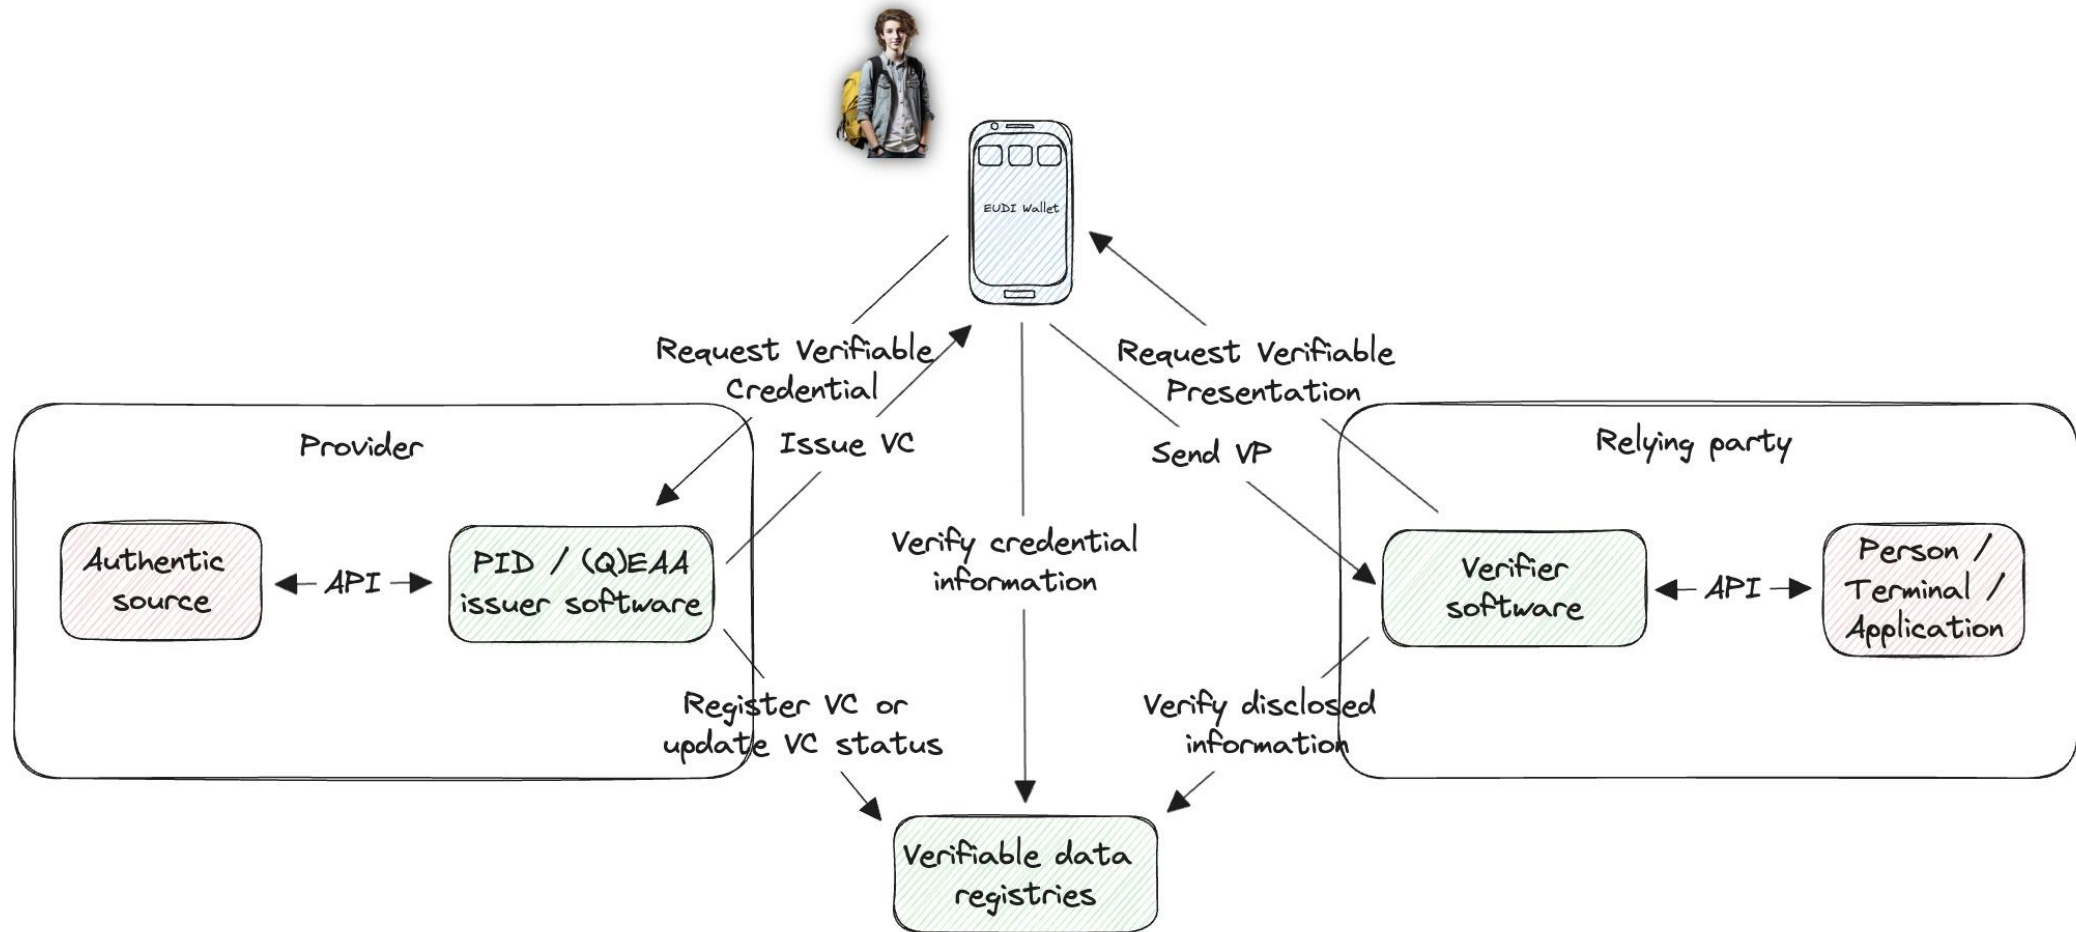 EUDI Wallet
Request Verifiable
Credential
Request Verifiable
Presentation
Provider
Issue VC
Send VP
Relying party
Authentic
source
API
PID / (Q)EAA
issuer software
Verify credential
information
Verifier
software
API
Person /
Terminal /
Application
Register VC or
update VC status
Verify disclosed
information
Verifiable data
registries